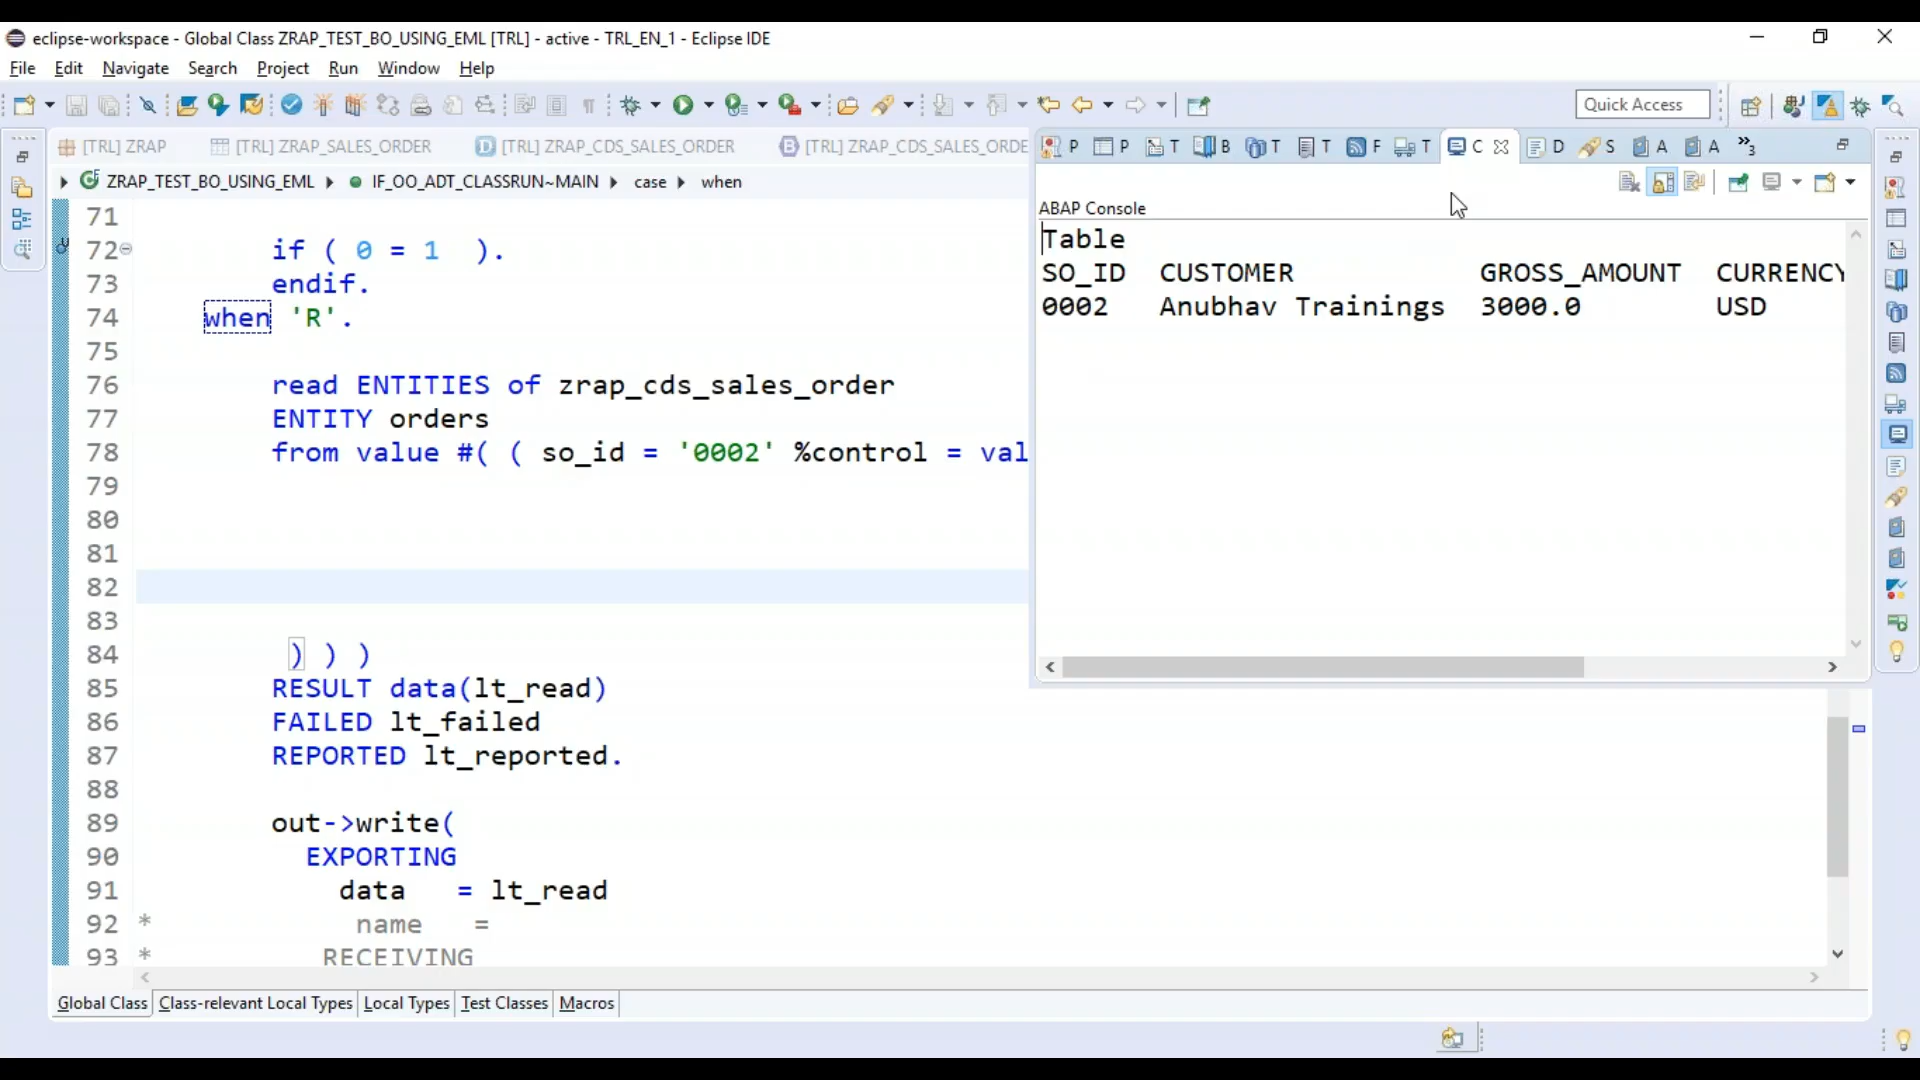 eclipse-workspace - Global Class ZRAP_TEST_BO_USING_EML [TRL] - active - TRL_EN_1 - Eclipse IDE
File Edit Navigate Search Project Run Window Help
Quick Access
[TRL] ZRAP [TRL] ZRAP_SALES_ORDER [TRL] ZRAP_CDS_SALES_ORDER [TRL] ZRAP_CDS_SALES_ORDE
P P T B T T F T C D S A A »3
ZRAP_TEST_BO_USING_EML IF_OO_ADT_CLASSRUN~MAIN case when
ABAP Console
Table
SO_ID CUSTOMER GROSS_AMOUNT CURRENCY
0002 Anubhav Trainings 3000.0 USD
71
72 if ( 0 = 1 ).
73 endif.
74 when 'R'.
75
76 read ENTITIES of zrap_cds_sales_order
77 ENTITY orders
78 from value #( ( so_id = '0002' %control = val
79
80
81
82
83
84 ) ) )
85 RESULT data(lt_read)
86 FAILED lt_failed
87 REPORTED lt_reported.
88
89 out->write(
90 EXPORTING
91 data = lt_read
92 * name =
93 * RECEIVING
Global Class Class-relevant Local Types Local Types Test Classes Macros